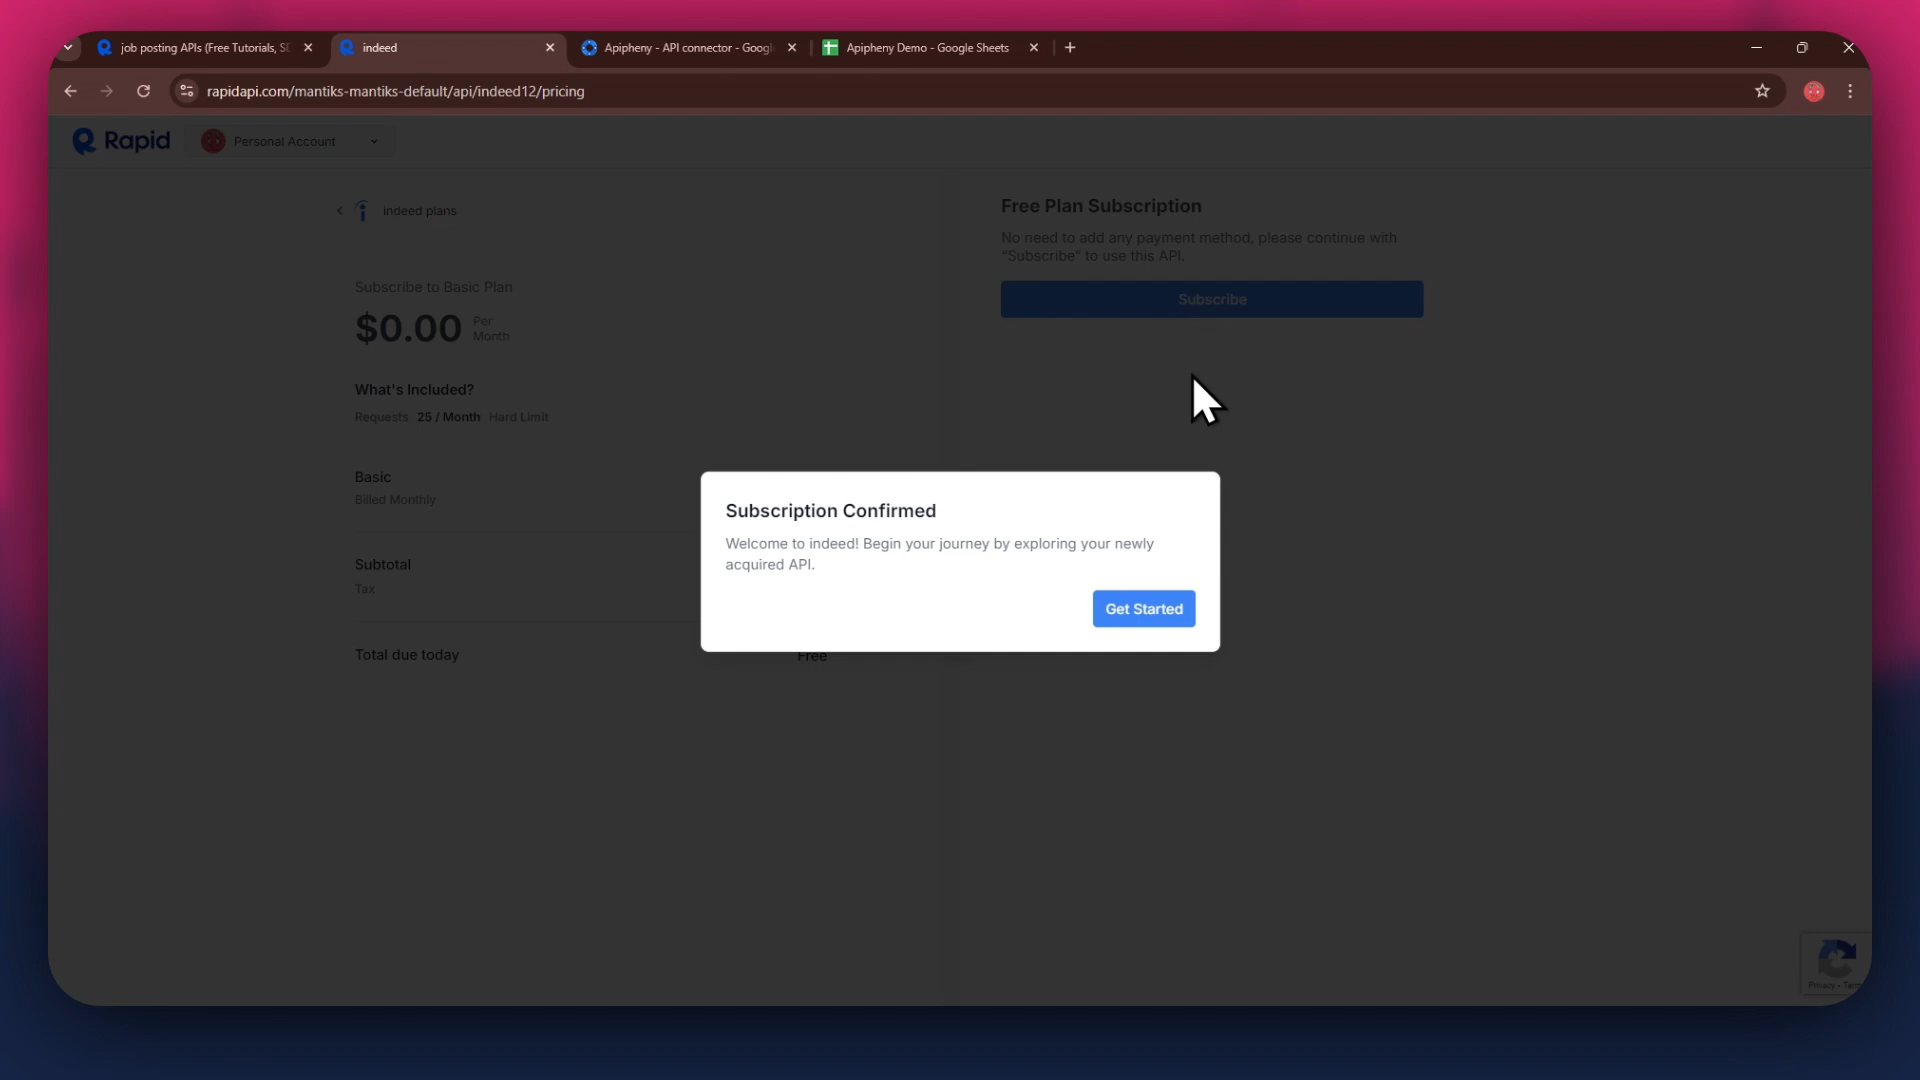 job posting APIs (Free Tutorials, S
indeed
Apipheny - API connector - Googl
Apipheny Demo - Google Sheets
rapidapi.com/mantiks-mantiks-default/api/indeed12/pricing
Rapid
Personal Account
indeed plans
Subscribe to Basic Plan
$0.00 Per
Month
What's Included?
Requests 25 / Month Hard Limit
Basic
Billed Monthly
Subtotal
Tax
Total due today
Free
Free Plan Subscription
No need to add any payment method, please continue with
"Subscribe" to use this API.
Subscribe
Subscription Confirmed
Welcome to indeed! Begin your journey by exploring your newly
acquired API.
Get Started
Privacy - Term